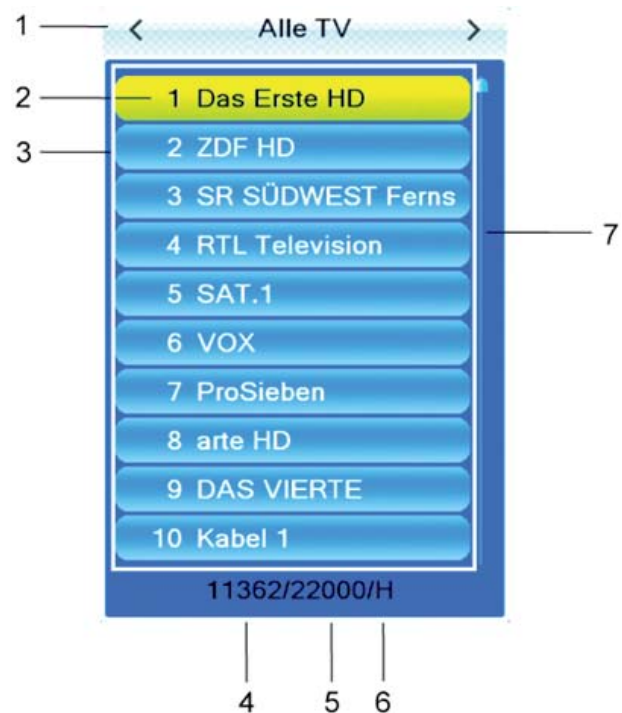 1 < Alle TV >
2 1 Das Erste HD
3 2 ZDF HD
3 SR SÜDWEST Ferns
4 RTL Television
7
5 SAT.1
6 VOX
7 ProSieben
8 arte HD
9 DAS VIERTE
10 Kabel 1
11362/22000/H
4 5 6